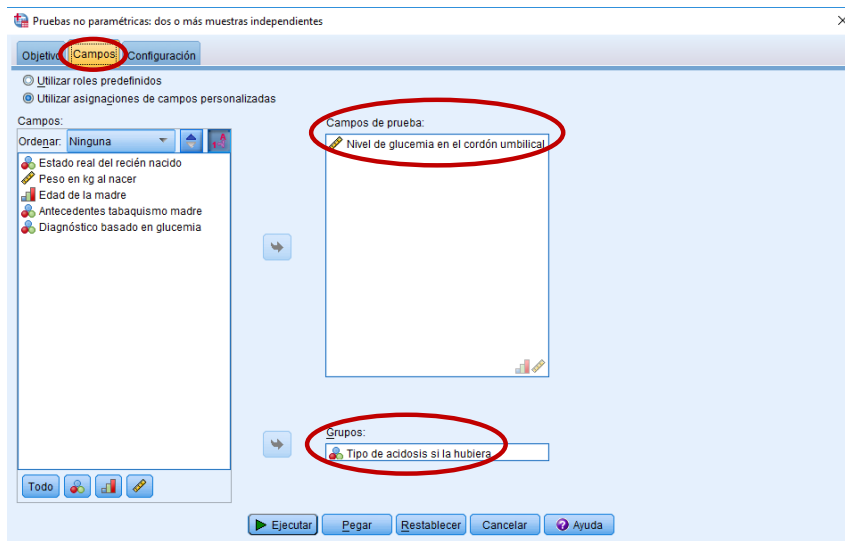 Pruebas no paramétricas: dos o más muestras independientes
Objetivo Campos Configuración
Utilizar roles predefinidos
Utilizar asignaciones de campos personalizadas
Campos:
Ordenar: Ninguna
Estado real del recién nacido
Peso en kg al nacer
Edad de la madre
Antecedentes tabaquismo madre
Diagnóstico basado en glucemia
Todo
Campos de prueba:
Nivel de glucemia en el cordón umbilical
Grupos:
Tipo de acidosis si la hubiera
Ejecutar Pegar Restablecer Cancelar Ayuda